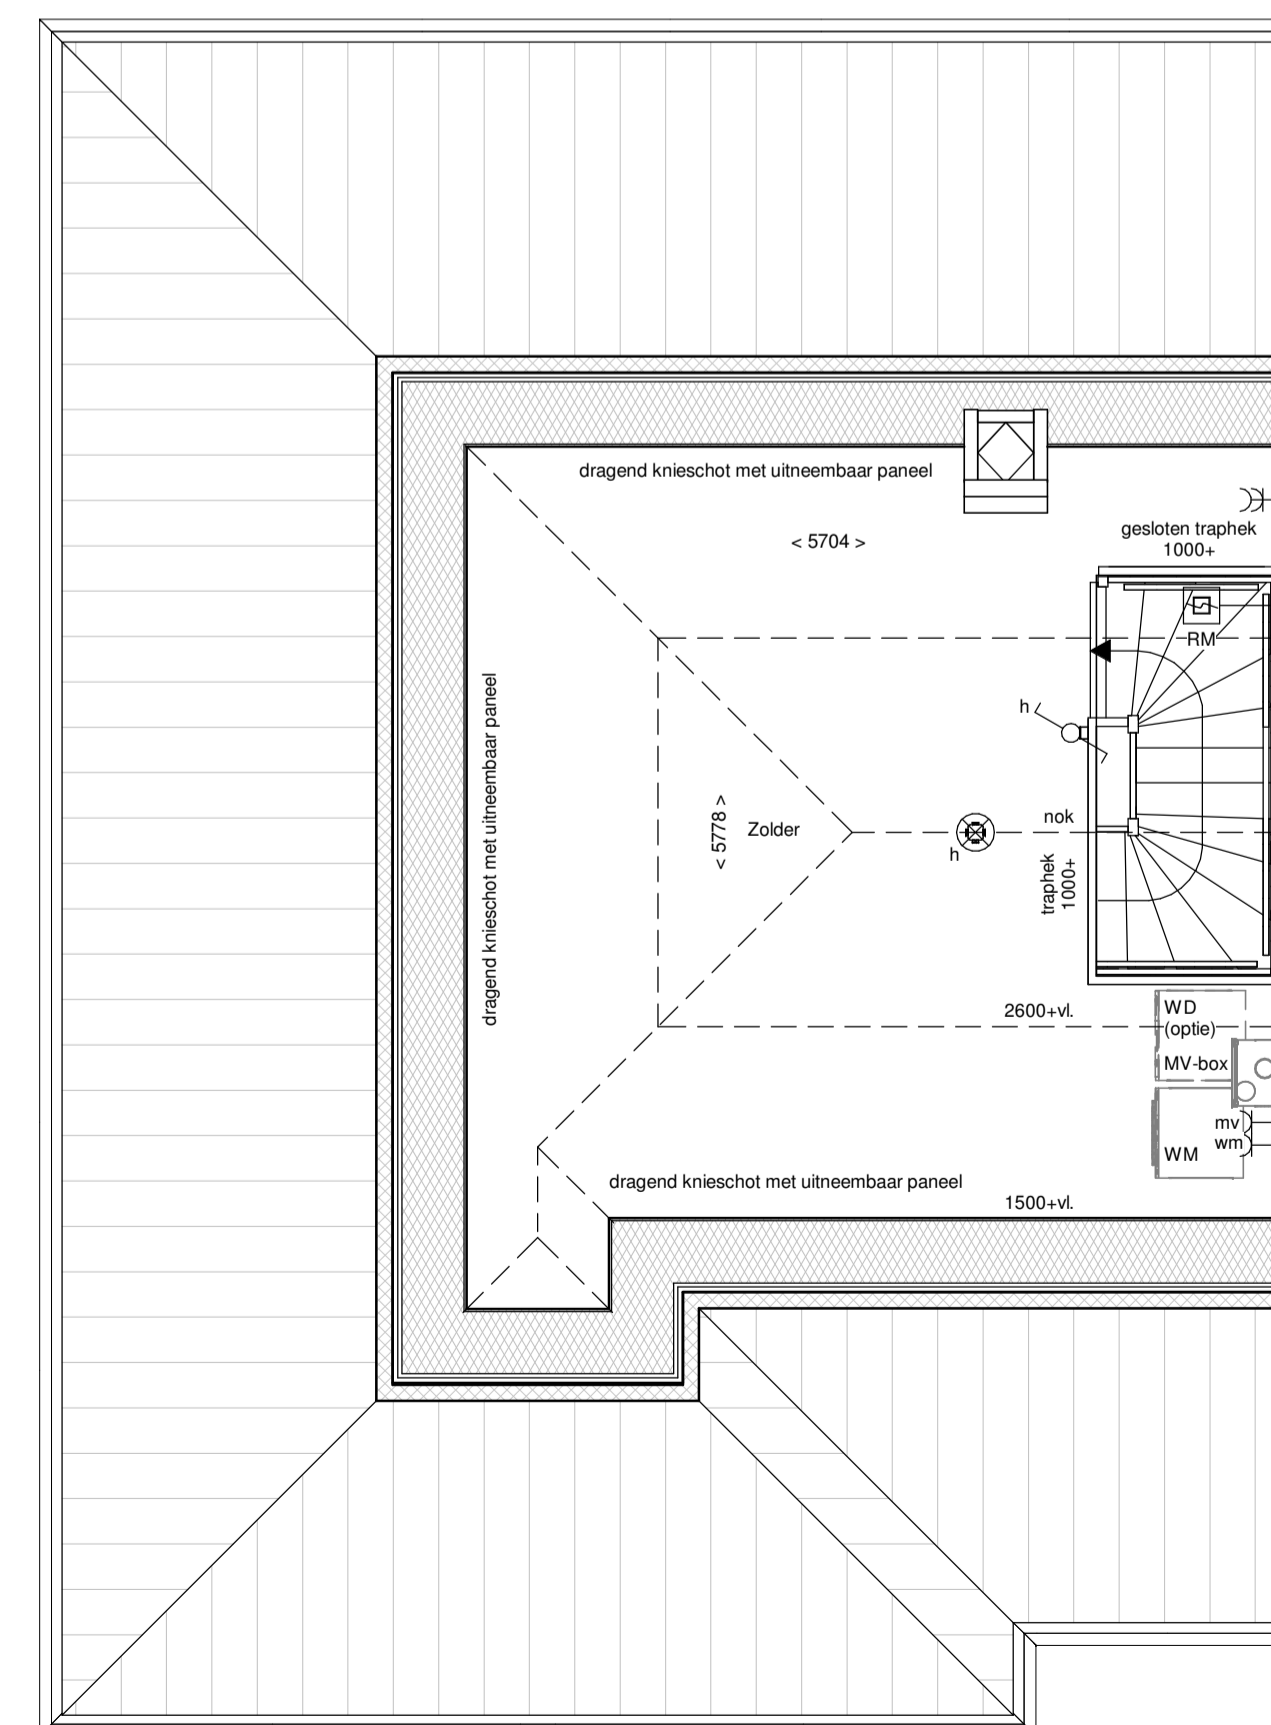 dragend knieschot met uitneembaar paneel
< 5704 >
gesloten traphek
1000+
RM
dragend knieschot met uitneembaar paneel
h
< 5778 >
Zolder
nok
h
traphek
1000+
2600+vl.
WD
(optie)
MV-box
mv
wm
WM
dragend knieschot met uitneembaar paneel
1500+vl.